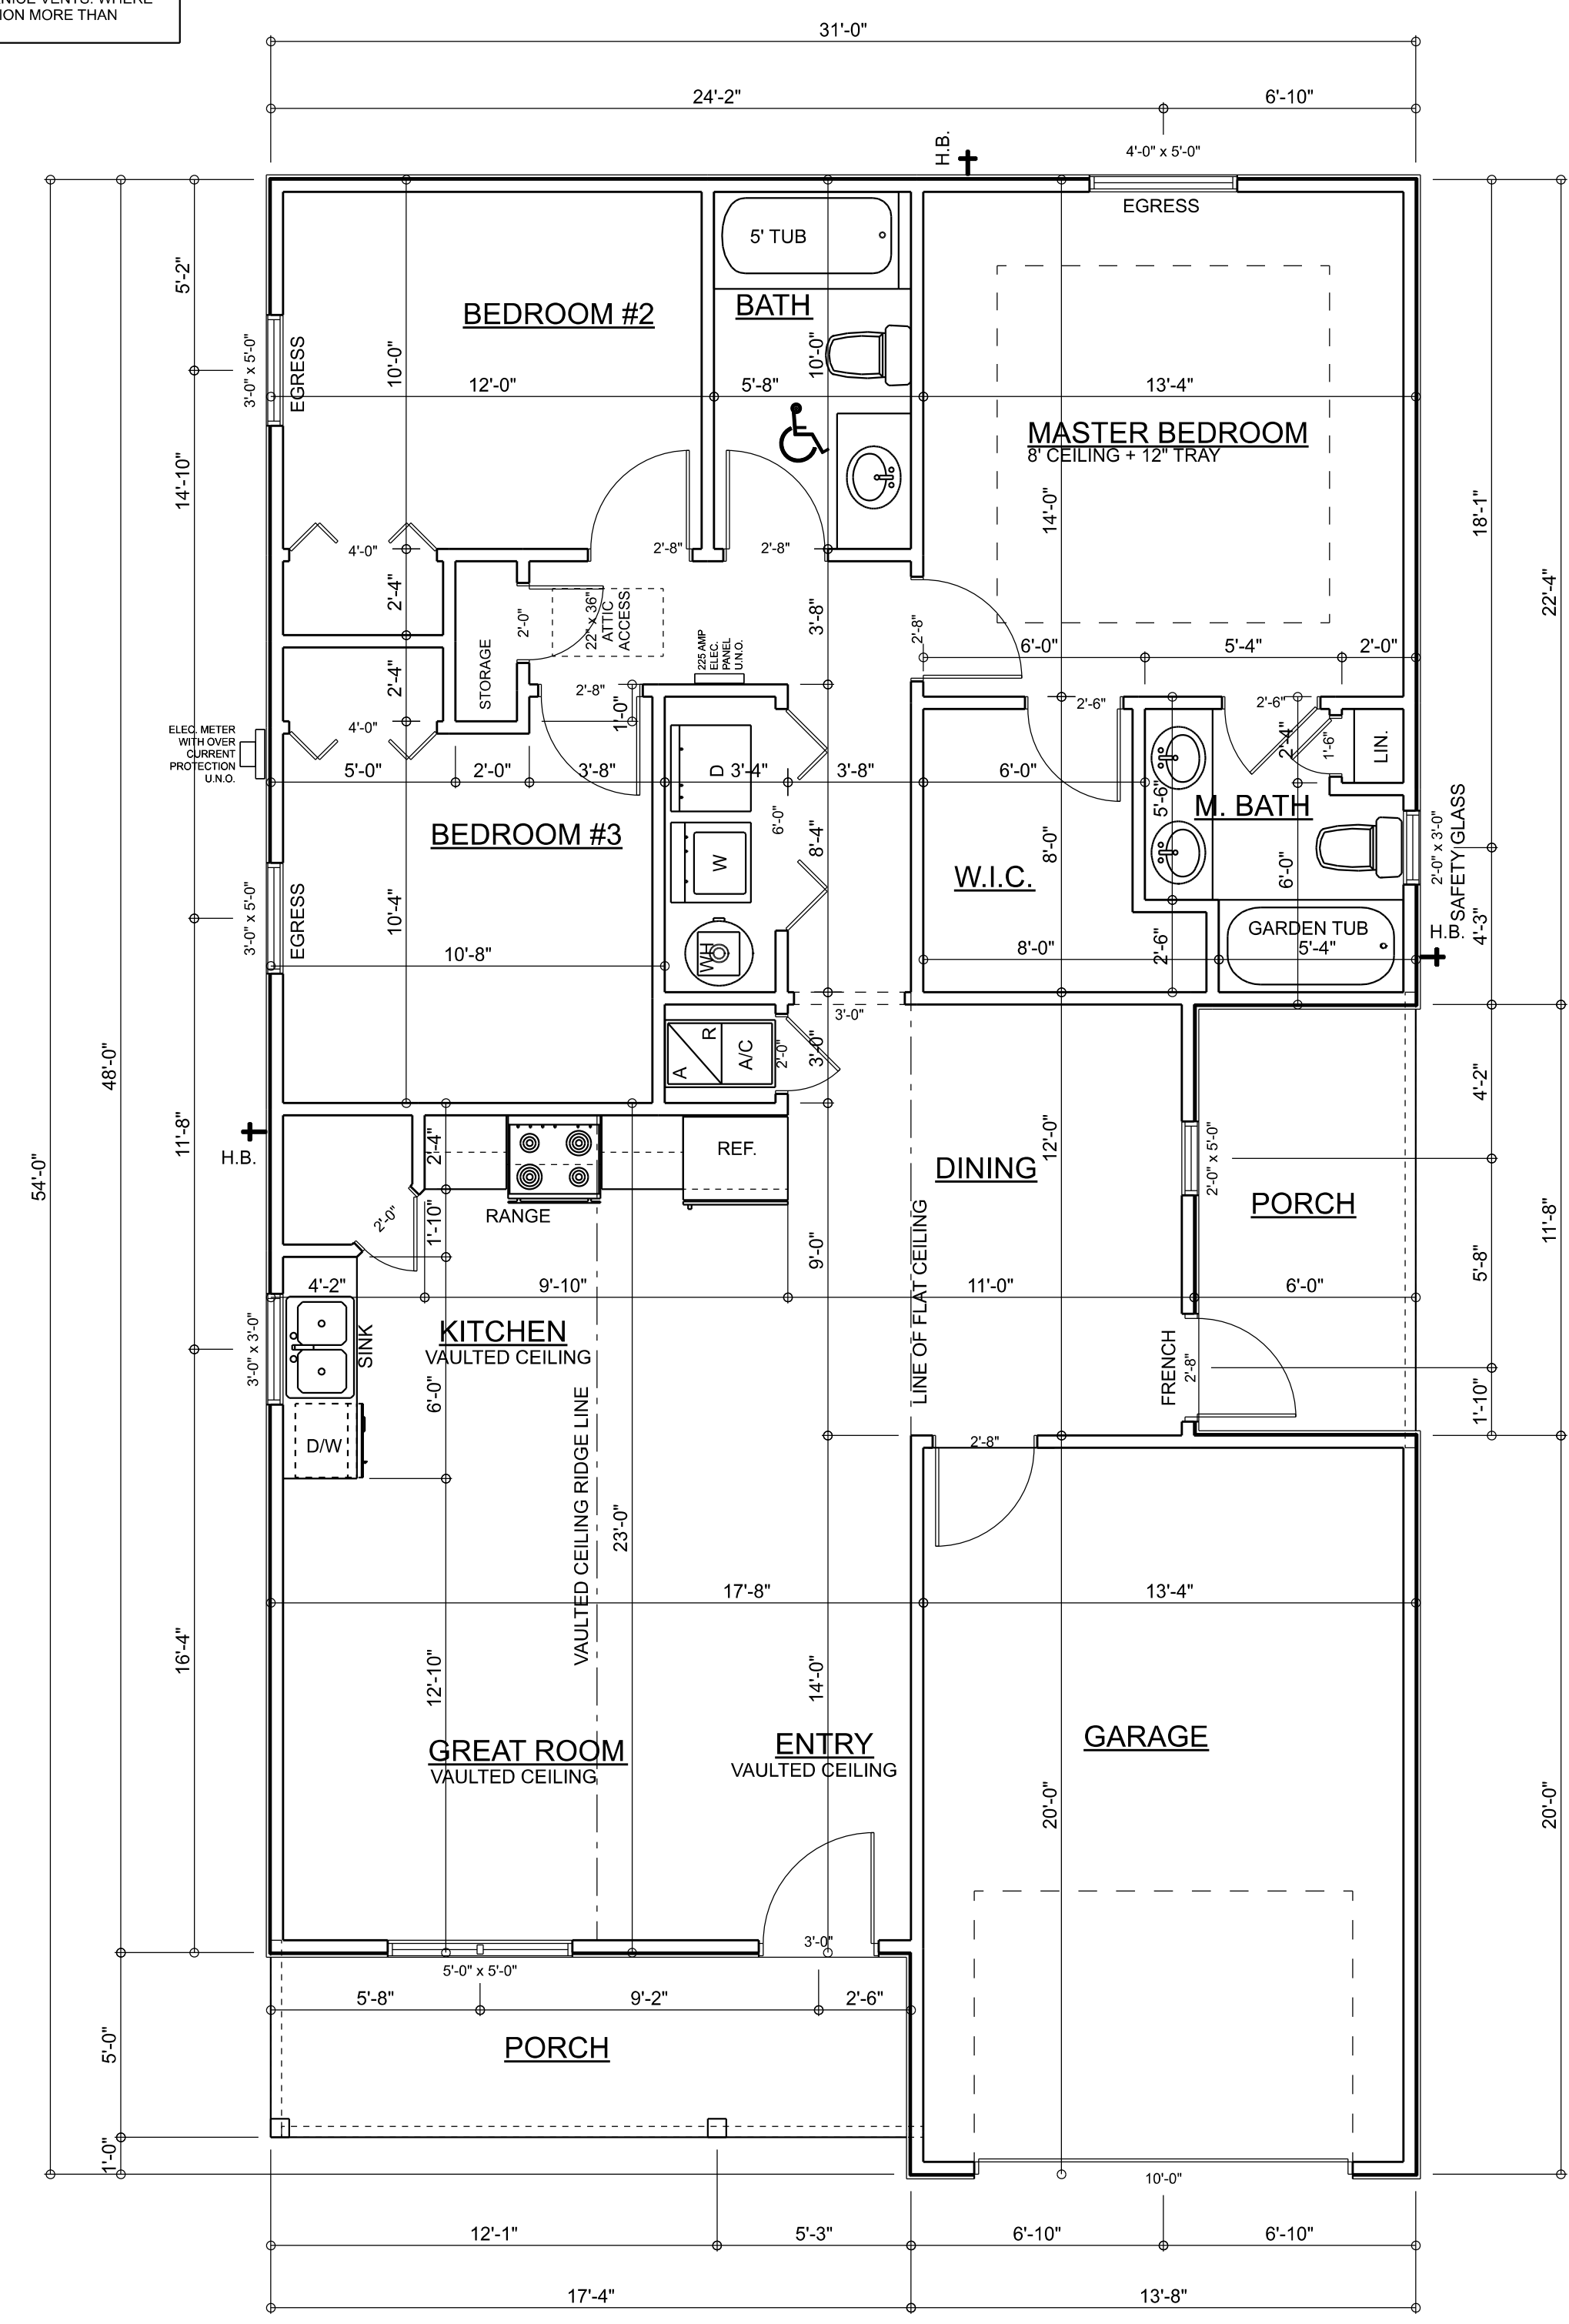 ION MORE THAN
31'-0"
24'-2"
6'-10"
H.B.
4'-0" x 5'-0"
EGRESS
5' TUB
5'-2"
BEDROOM #2
BATH
3'-0" x 5'-0"
EGRESS
10'-0"
10'-0"
12'-0"
5'-8"
13'-4"
MASTER BEDROOM
8' CEILING + 12" TRAY
14'-10"
14'-0"
18'-1"
22'-4"
4'-0"
2'-8"
2'-8"
2'-4"
2'-0"
22" x 36"
ATTIC
ACCESS
3'-8"
2'-8"
225 AMP
ELEC.
PANEL
U.N.O.
6'-0"
5'-4"
2'-0"
STORAGE
2'-4"
2'-8"
1'-0"
2'-6"
2'-6"
4'-0"
ELEC. METER
WITH OVER
CURRENT
PROTECTION
U.N.O.
2'-4"
1'-6"
LIN.
5'-0"
2'-0"
3'-8"
D
3'-4"
3'-8"
6'-0"
5'-6"
M. BATH
BEDROOM #3
6'-0"
8'-4"
8'-0"
W
W.I.C.
6'-0"
2'-0" x 3'-0"
SAFETY GLASS
3'-0" x 5'-0"
EGRESS
10'-4"
10'-8"
WH
8'-0"
2'-6"
GARDEN TUB
5'-4"
H.B.
4'-3"
3'-0"
48'-0"
A
R
A/C
2'-0"
3'-0"
4'-2"
11'-8"
H.B.
54'-0"
2'-4"
REF.
12'-0"
DINING
2'-0" x 5'-0"
PORCH
RANGE
2'-0"
1'-10"
9'-0"
LINE OF FLAT CEILING
11'-8"
5'-8"
4'-2"
9'-10"
11'-0"
6'-0"
3'-0" x 3'-0"
SINK
KITCHEN
VAULTED CEILING
6'-0"
FRENCH
2'-8"
1'-10"
D/W
2'-8"
VAULTED CEILING RIDGE LINE
23'-0"
17'-8"
13'-4"
16'-4"
12'-10"
14'-0"
GREAT ROOM
VAULTED CEILING
ENTRY
VAULTED CEILING
GARAGE
20'-0"
20'-0"
3'-0"
5'-0" x 5'-0"
5'-8"
9'-2"
2'-6"
5'-0"
PORCH
1'-0"
10'-0"
12'-1"
5'-3"
6'-10"
6'-10"
17'-4"
13'-8"